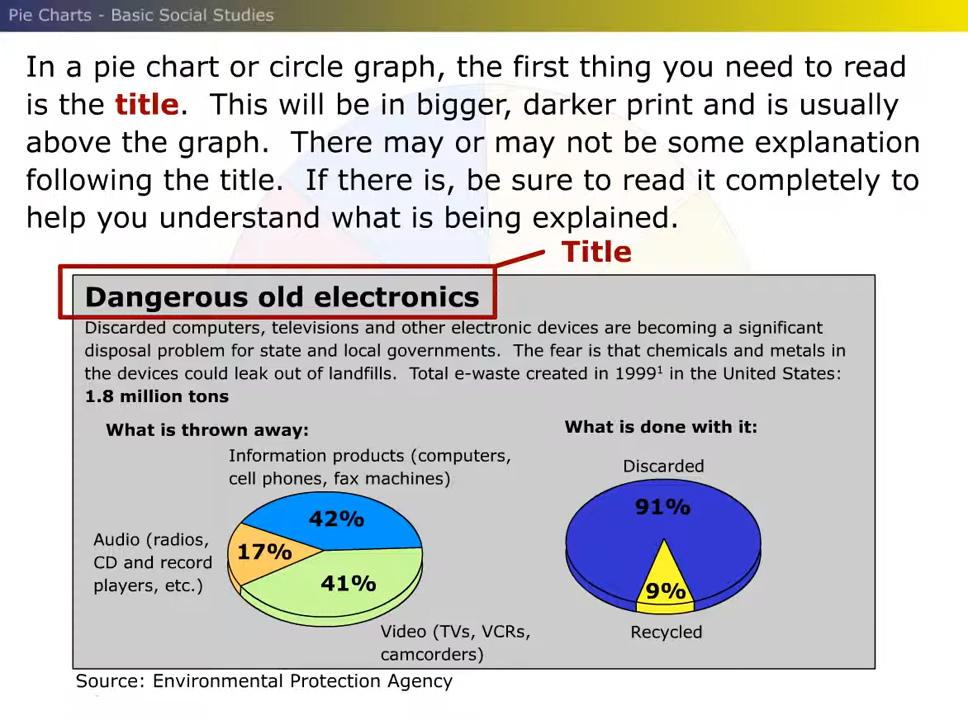 Pie Charts - Basic Social Studies
In a pie chart or circle graph, the first thing you need to read
is the title.  This will be in bigger, darker print and is usually
above the graph.  There may or may not be some explanation
following the title.  If there is, be sure to read it completely to
help you understand what is being explained.
Title
Dangerous old electronics
Discarded computers, televisions and other electronic devices are becoming a significant
disposal problem for state and local governments.  The fear is that chemicals and metals in
the devices could leak out of landfills.  Total e-waste created in 1999¹ in the United States:
1.8 million tons
What is thrown away:
Information products (computers,
cell phones, fax machines)
42%
Audio (radios,
CD and record
players, etc.)
17%
41%
Video (TVs, VCRs,
camcorders)
What is done with it:
Discarded
91%
9%
Recycled
Source: Environmental Protection Agency